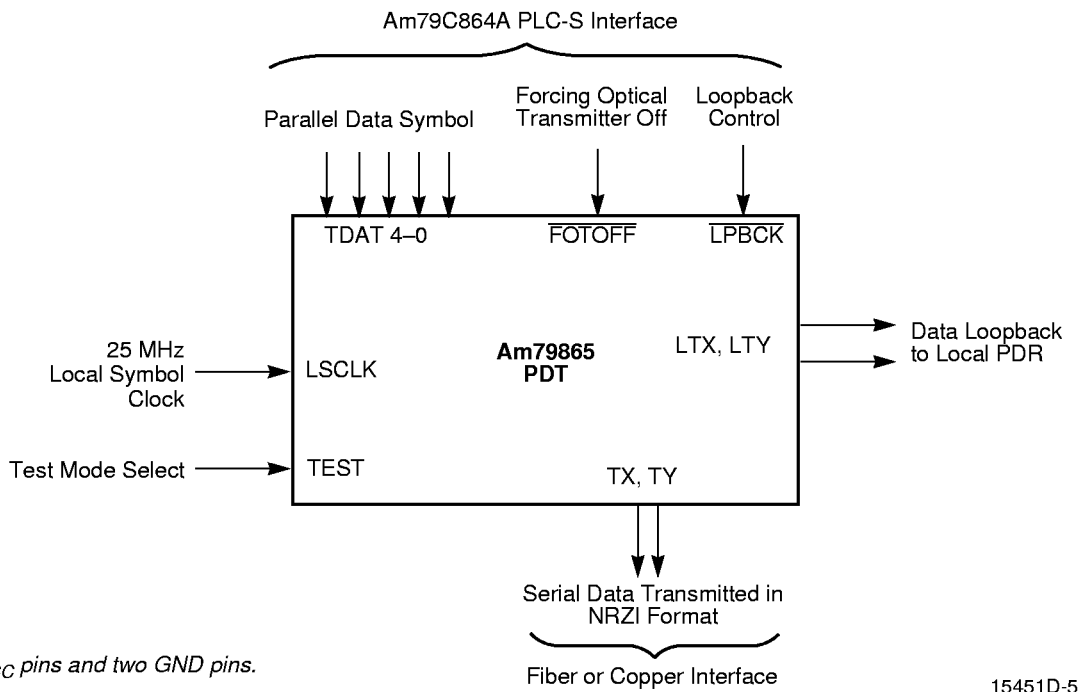 Am79C864A PLC-S Interface
Forcing Optical
Transmitter Off
Loopback
Control
Parallel Data Symbol
TDAT 4–0
FOTOFF
LPBCK
25 MHz
Local Symbol
Clock
LSCLK
Am79865
PDT
LTX, LTY
Data Loopback
to Local PDR
Test Mode Select
TEST
TX, TY
Serial Data Transmitted in
NRZI Format
Fiber or Copper Interface
CC pins and two GND pins.
15451D-5